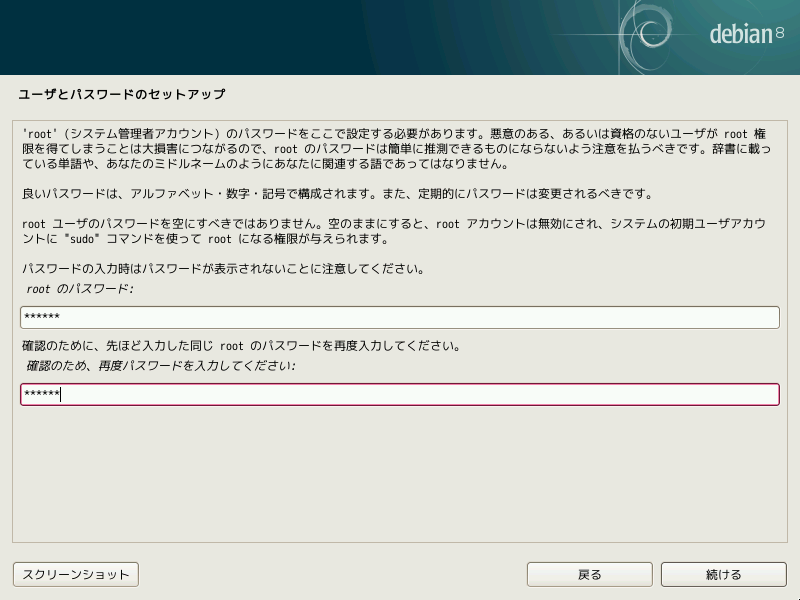 debian 8
ユーザとパスワードのセットアップ
'root' (システム管理者アカウント) のパスワードをここで設定する必要があります。悪意のある、あるいは資格のないユーザが root 権
限を得てしまうことは大損害につながるので、root のパスワードは簡単に推測できるものにならないよう注意を払うべきです。辞書に載っ
ている単語や、あなたのミドルネームのようにあなたに関連する語であってはなりません。
良いパスワードは、アルファベット・数字・記号で構成されます。また、定期的にパスワードは変更されるべきです。
root ユーザのパスワードを空にすべきではありません。空のままにすると、root アカウントは無効にされ、システムの初期ユーザアカウ
ントに "sudo" コマンドを使って root になる権限が与えられます。
パスワードの入力時はパスワードが表示されないことに注意してください。
root のパスワード:
******
確認のために、先ほど入力した同じ root のパスワードを再度入力してください。
確認のため、再度パスワードを入力してください:
******
スクリーンショット
戻る
続ける